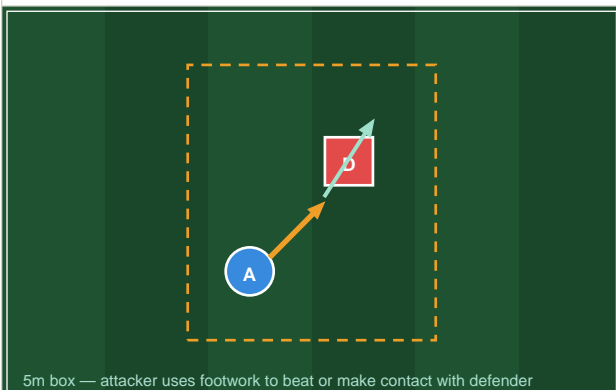 D
A
5m box — attacker uses footwork to beat or make contact with defender